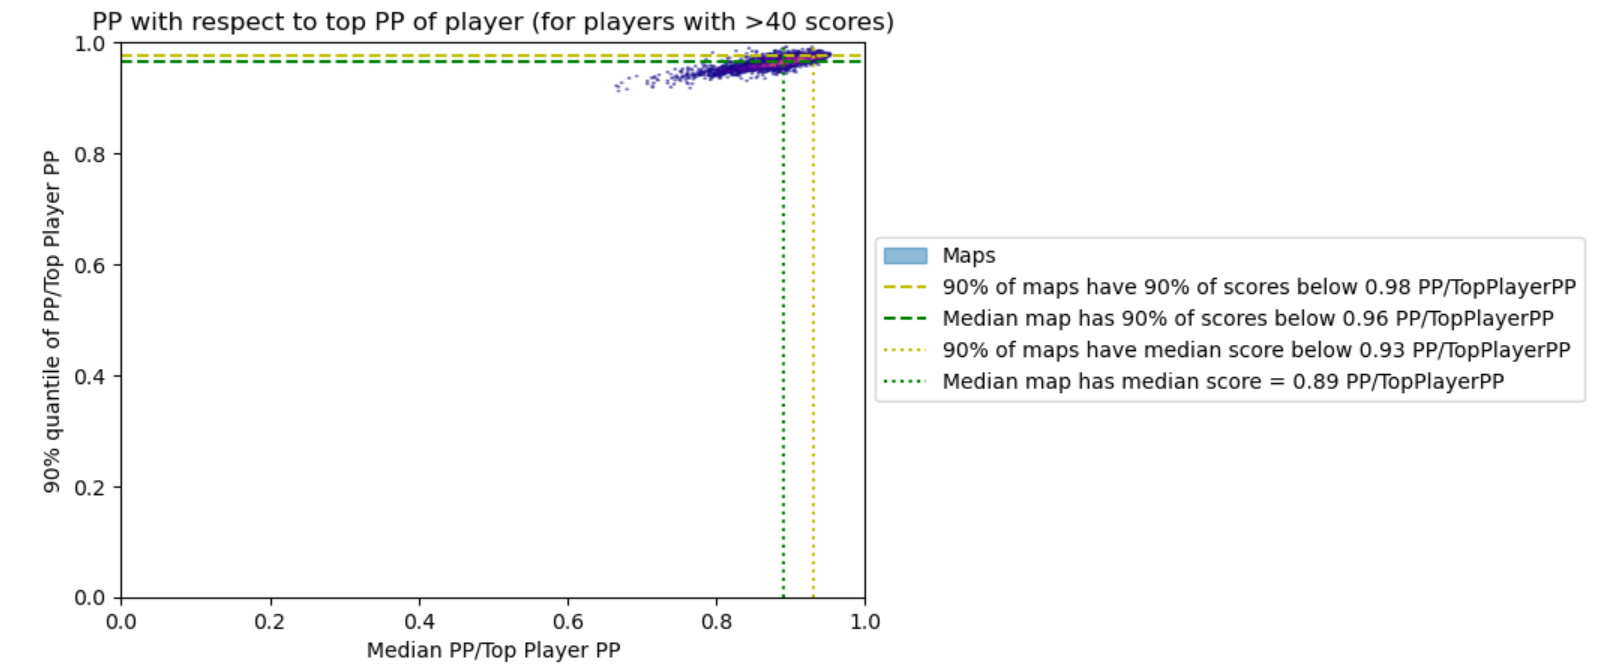 PP with respect to top PP of player (for players with >40 scores)
1.0
0.8
0.6
0.4
0.2
0.0
90% quantile of PP/Top Player PP
0.0 0.2 0.4 0.6 0.8 1.0
Median PP/Top Player PP
Maps
90% of maps have 90% of scores below 0.98 PP/TopPlayerPP
Median map has 90% of scores below 0.96 PP/TopPlayerPP
90% of maps have median score below 0.93 PP/TopPlayerPP
Median map has median score = 0.89 PP/TopPlayerPP